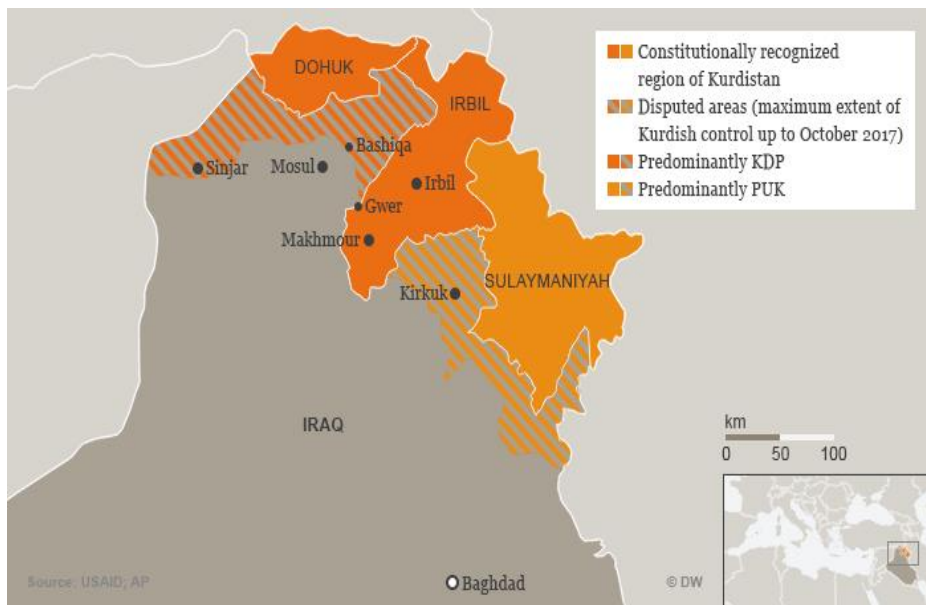 DOHUK
IRBIL
Sinjar
Mosul
Bashiqa
Irbil
Gwer
Makhmour
Kirkuk
SULAYMANIYAH
IRAQ
Baghdad
Constitutionally recognized
region of Kurdistan
Disputed areas (maximum extent of
Kurdish control up to October 2017)
Predominantly KDP
Predominantly PUK
km
0 50 100
Source: USAID; AP
© DW